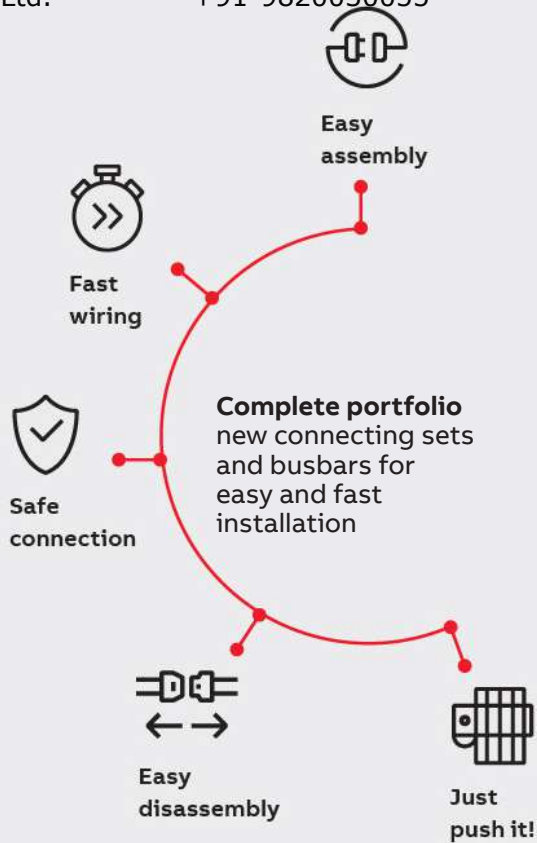 Easy
assembly
Fast
wiring
Complete portfolio
new connecting sets
and busbars for
easy and fast
installation
Safe
connection
Easy
disassembly
Just
push it!